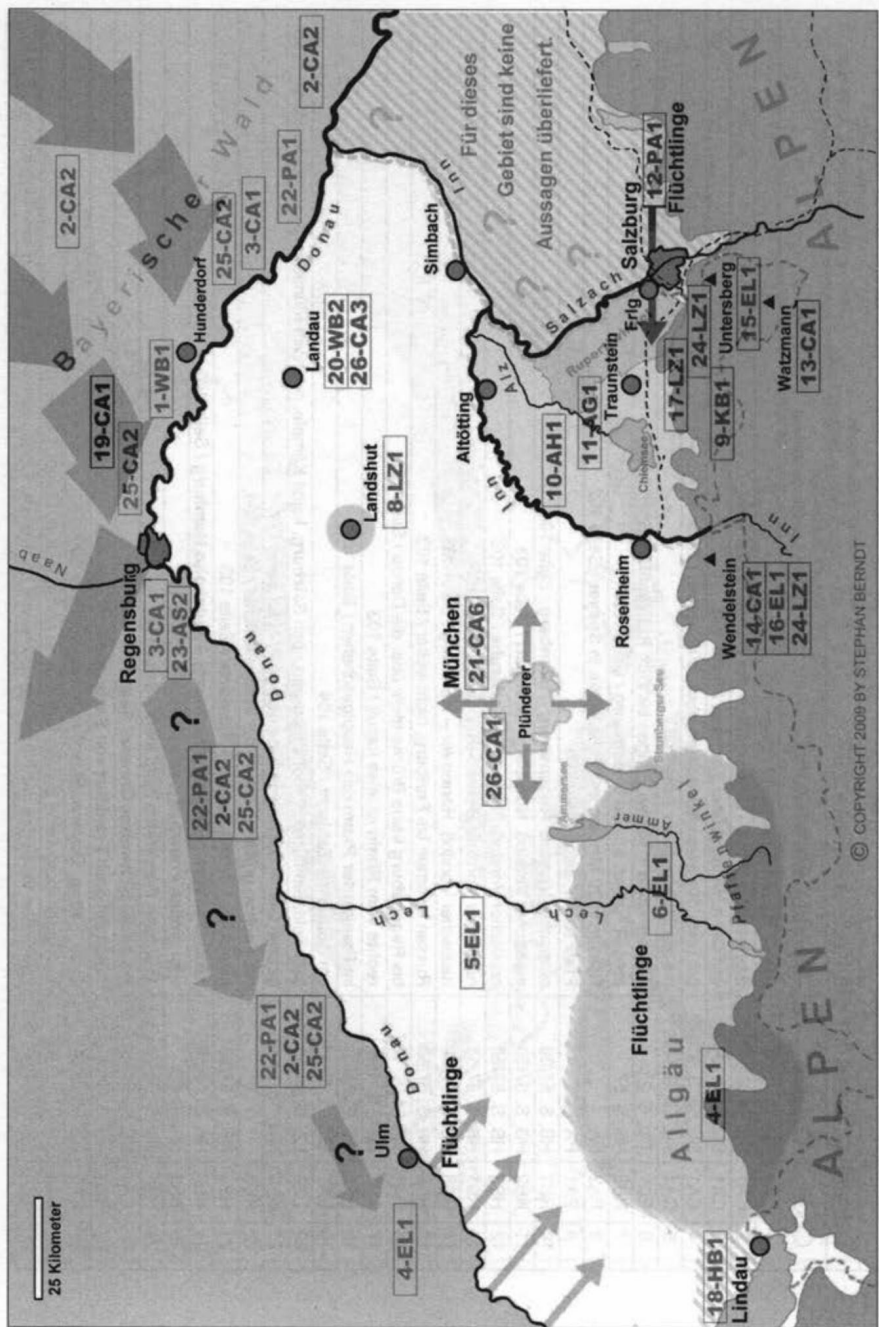 25 Kilometer
2-CA2
Bayerischer Wald
2-CA2
22-PA1
25-CA2
3-CA1
Hunderdorf
1-WB1
19-CA1
25-CA2
Naab
Regensburg
3-CA1
23-AS2
Donau
Donau
Donau
?
?
?
22-PA1
2-CA2
25-CA2
22-PA1
2-CA2
25-CA2
4-EL1
Ulm
Flüchtlinge
Landau
20-WB2
26-CA3
Landshut
8-LZ1
Simbach
Inn
?
Für dieses
Gebiet sind keine
Aussagen überliefert.
?
?
?
Altötting
Alz
Inn
Salzach
Salzburg
12-PA1
Flüchtlinge
Frlg
Traunstein
11-AG1
10-AH1
Chiemsee
17-LZ1
24-LZ1
9-KB1
Untersberg
15-EL1
Watzmann
13-CA1
München
21-CA6
26-CA1
Plünderer
Ammersee
Starnberger See
Ammer
Rosenheim
Inn
Wendelstein
14-CA1
16-EL1
24-LZ1
Lech
5-EL1
Lech
6-EL1
Pfaffenwinkel
Flüchtlinge
Allgäu
4-EL1
18-HB1
Lindau
ALPEN
ALPEN
© COPYRIGHT 2009 BY STEPHAN BERNDT